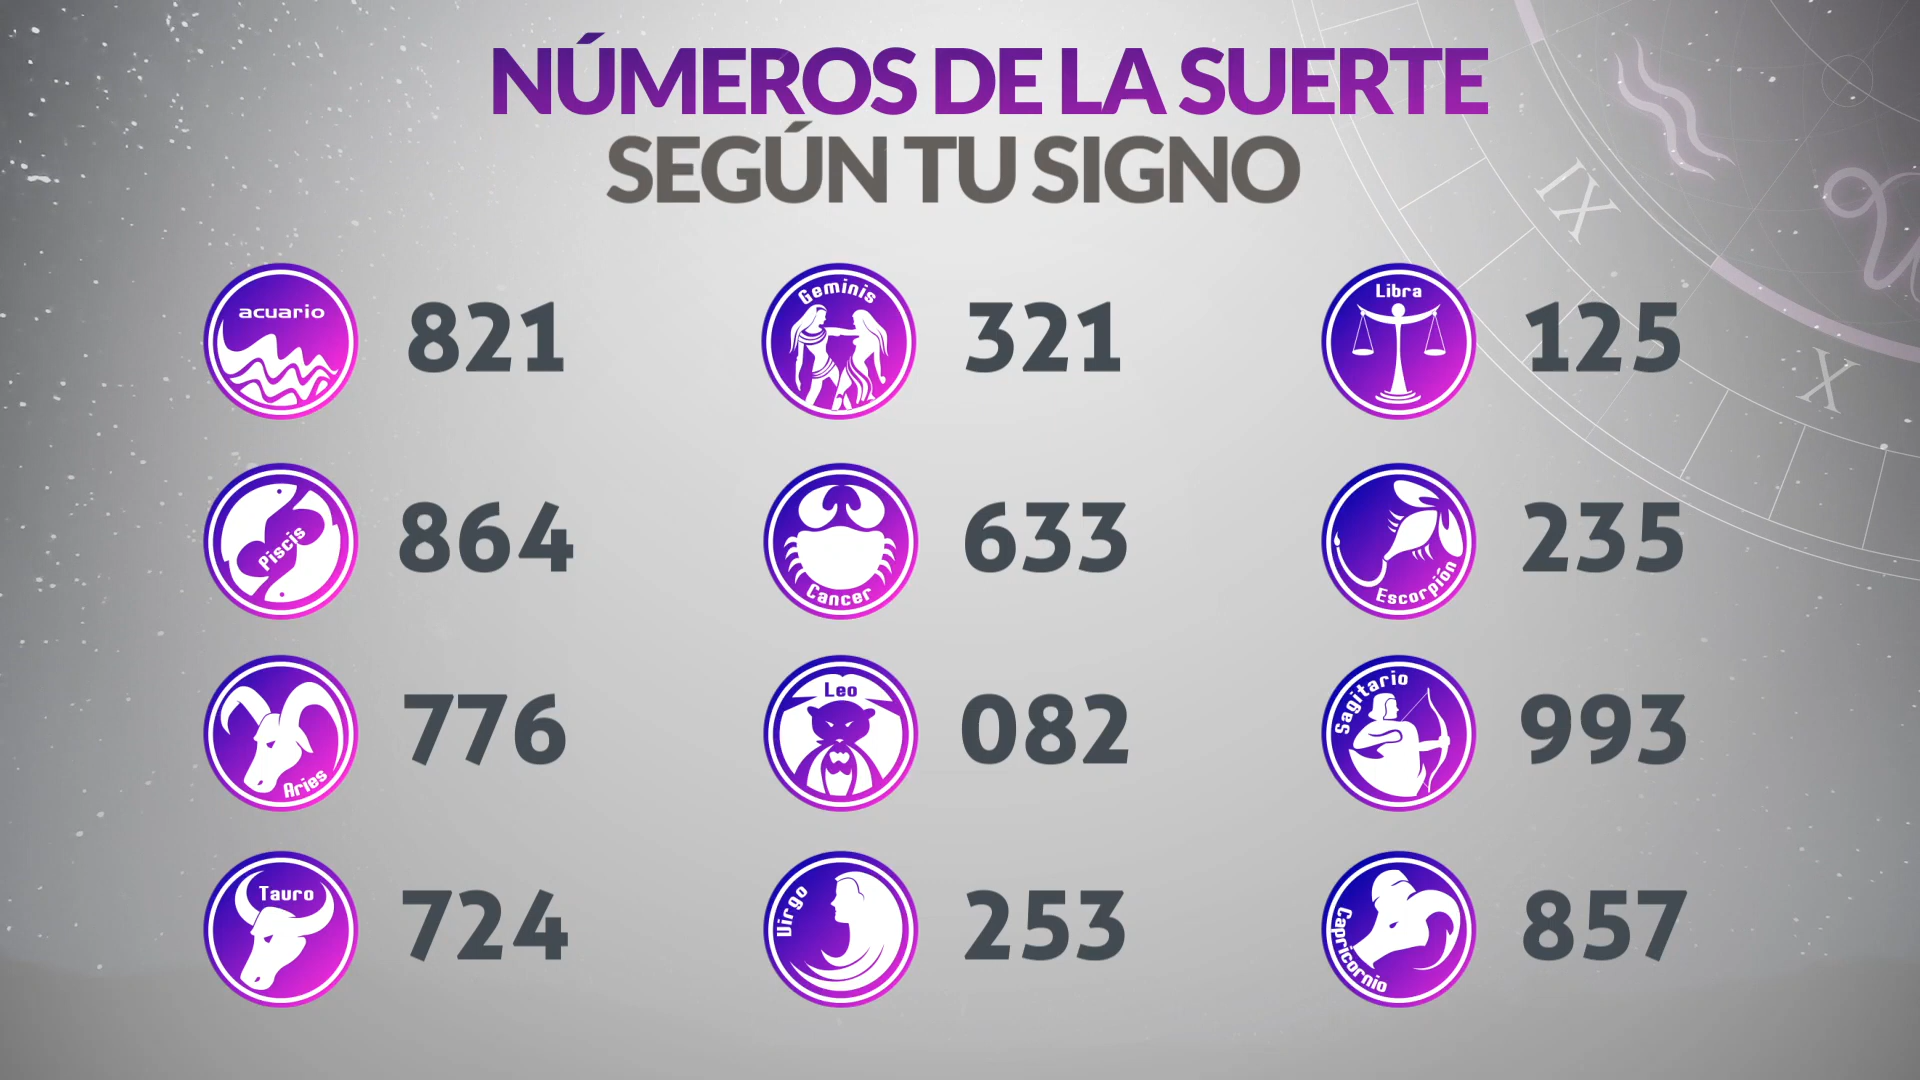 NÚMEROS DE LA SUERTE
SEGÚN TU SIGNO
acuario 821
Geminis 321
Libra 125
Piscis 864
Cancer 633
Escorpión 235
Aries 776
Leo 082
Sagitario 993
Tauro 724
Virgo 253
Capricornio 857
IX
X